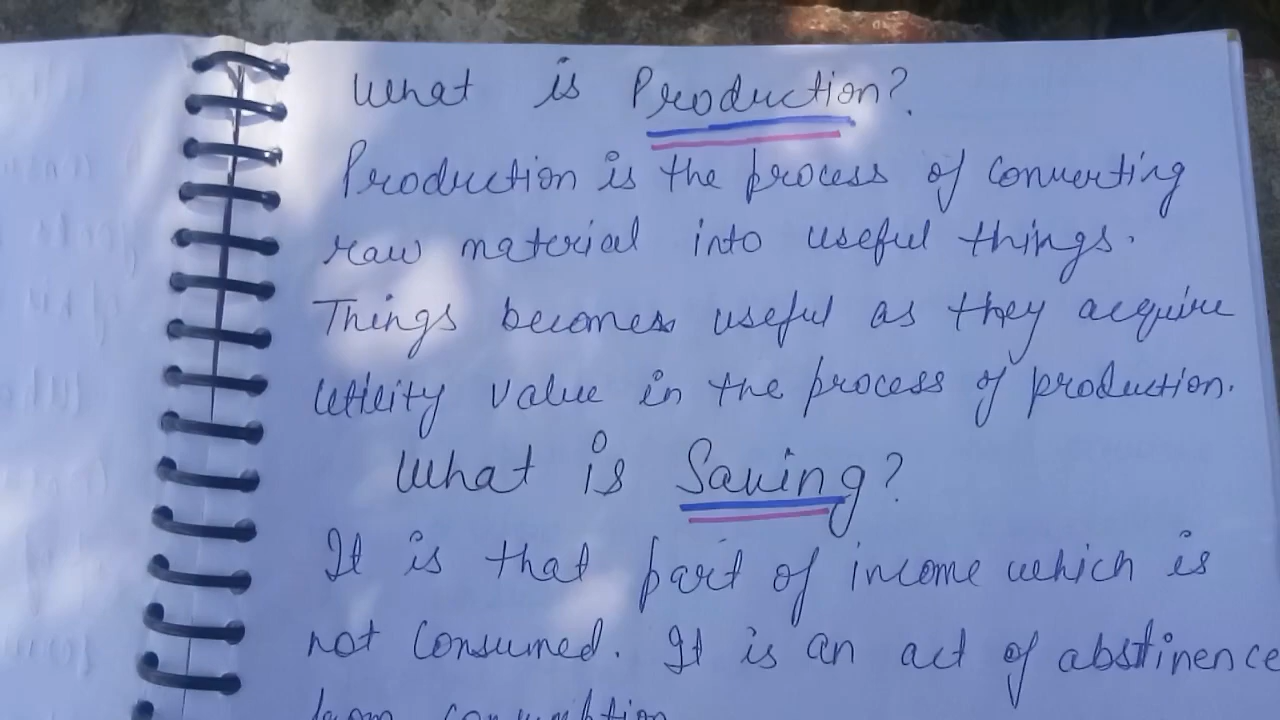 What is Production?
Production is the process of converting
raw material into useful things.
Things becomes useful as they acquire
utility value in the process of production.
What is Saving?
It is that part of income which is
not consumed. It is an act of abstinence
from consumption